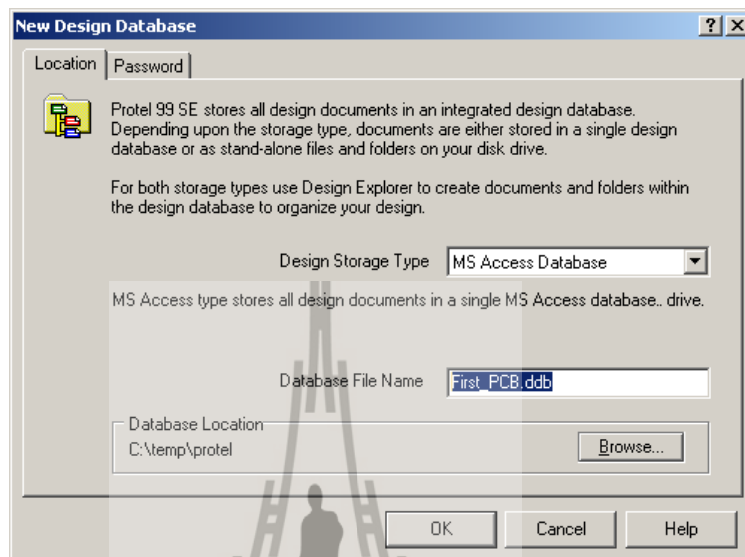 New Design Database
Location Password
Protel 99 SE stores all design documents in an integrated design database.
Depending upon the storage type, documents are either stored in a single design
database or as stand-alone files and folders on your disk drive.
For both storage types use Design Explorer to create documents and folders within
the design database to organize your design.
Design Storage Type MS Access Database
MS Access type stores all design documents in a single MS Access database.. drive.
Database File Name First_PCB.ddb
Database Location
C:\temp\protel
Browse...
OK Cancel Help